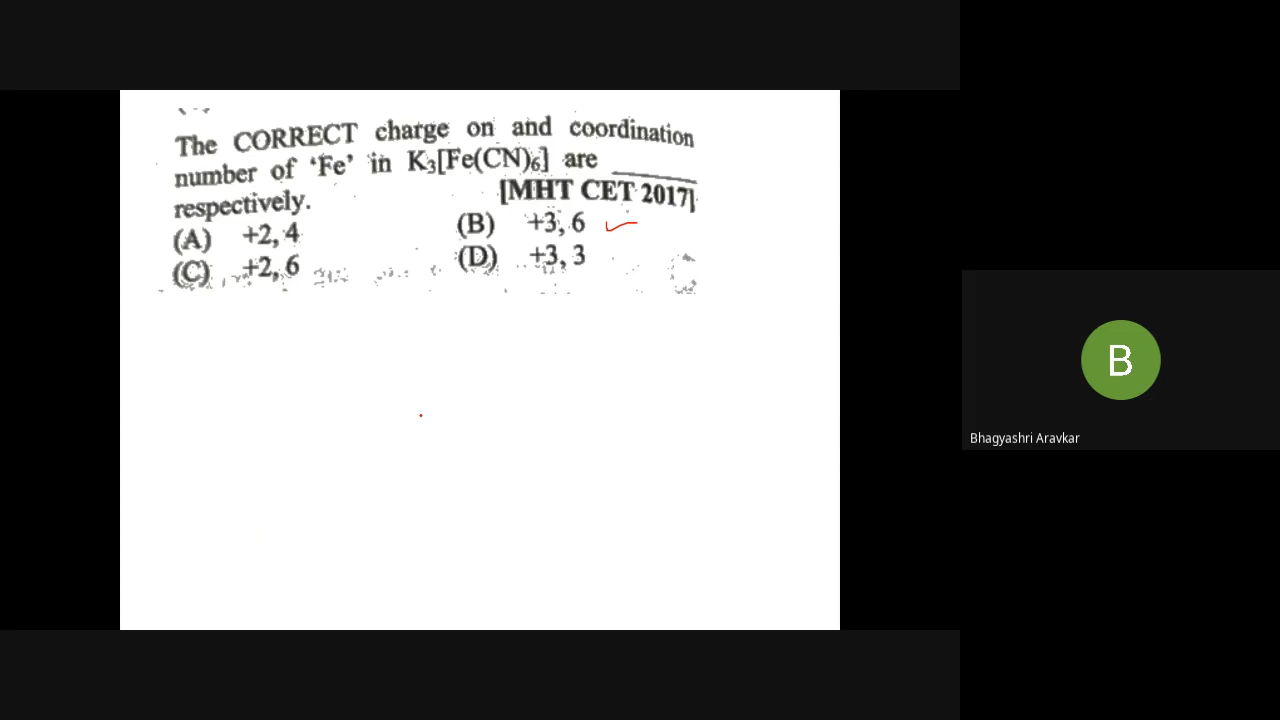 The CORRECT charge on and coordination
number of ‘Fe’ in K₃[Fe(CN)₆] are ______
respectively. [MHT CET 2017]
(A) +2, 4 (B) +3, 6
(C) +2, 6 (D) +3, 3
B
Bhagyashri Aravkar